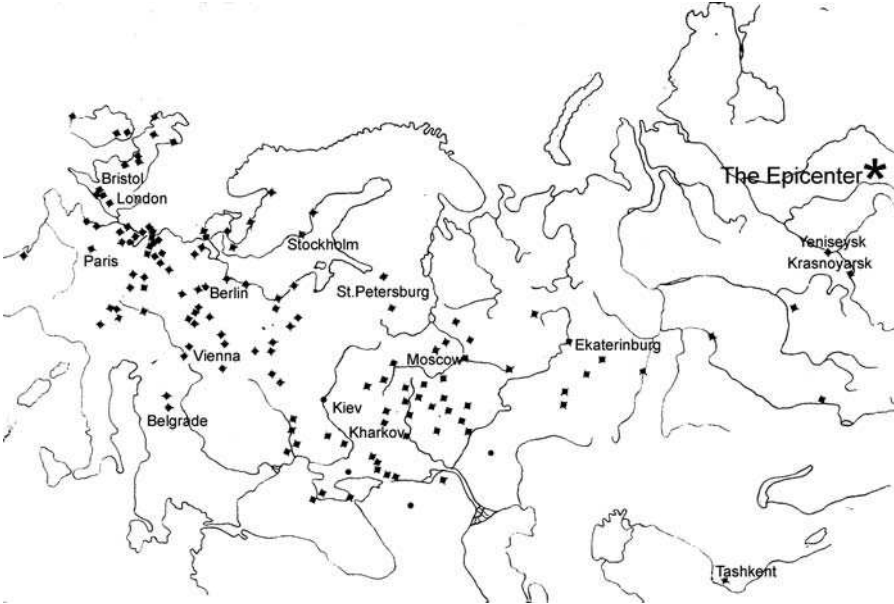 The Epicenter
Bristol
London
Stockholm
Yeniseysk
Krasnoyarsk
Paris
Berlin
St.Petersburg
Vienna
Moscow
Ekaterinburg
Belgrade
Kiev
Kharkov
Tashkent